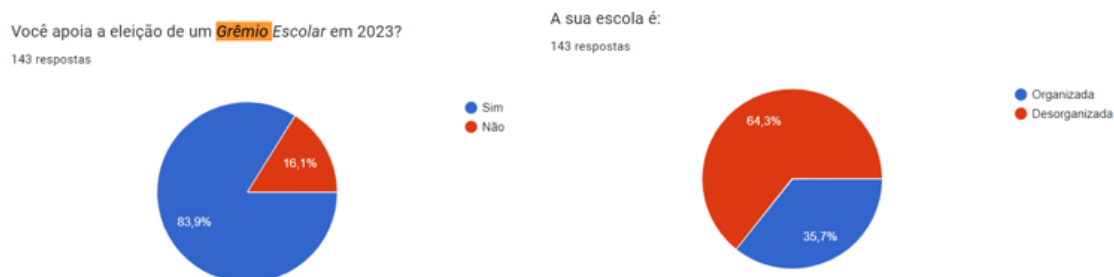 Você apoia a eleição de um Grêmio Escolar em 2023?
143 respostas
Sim
Não
16,1%
83,9%
A sua escola é:
143 respostas
Organizada
Desorganizada
64,3%
35,7%